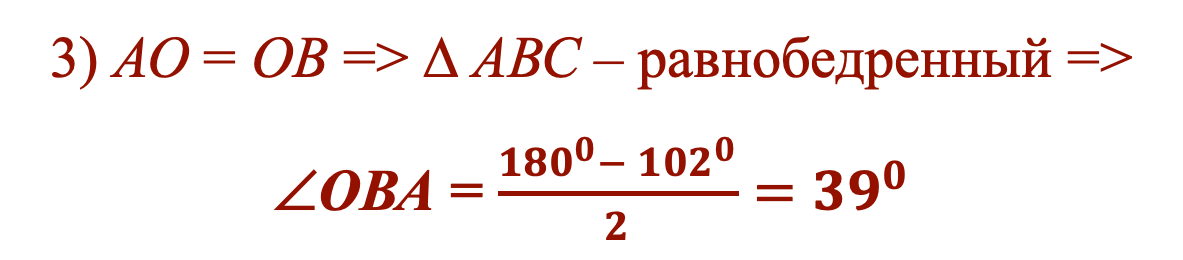 3) AO = OB => Δ ABC – равнобедренный =>
∠OBA = (180⁰ – 102⁰)/2 = 39⁰